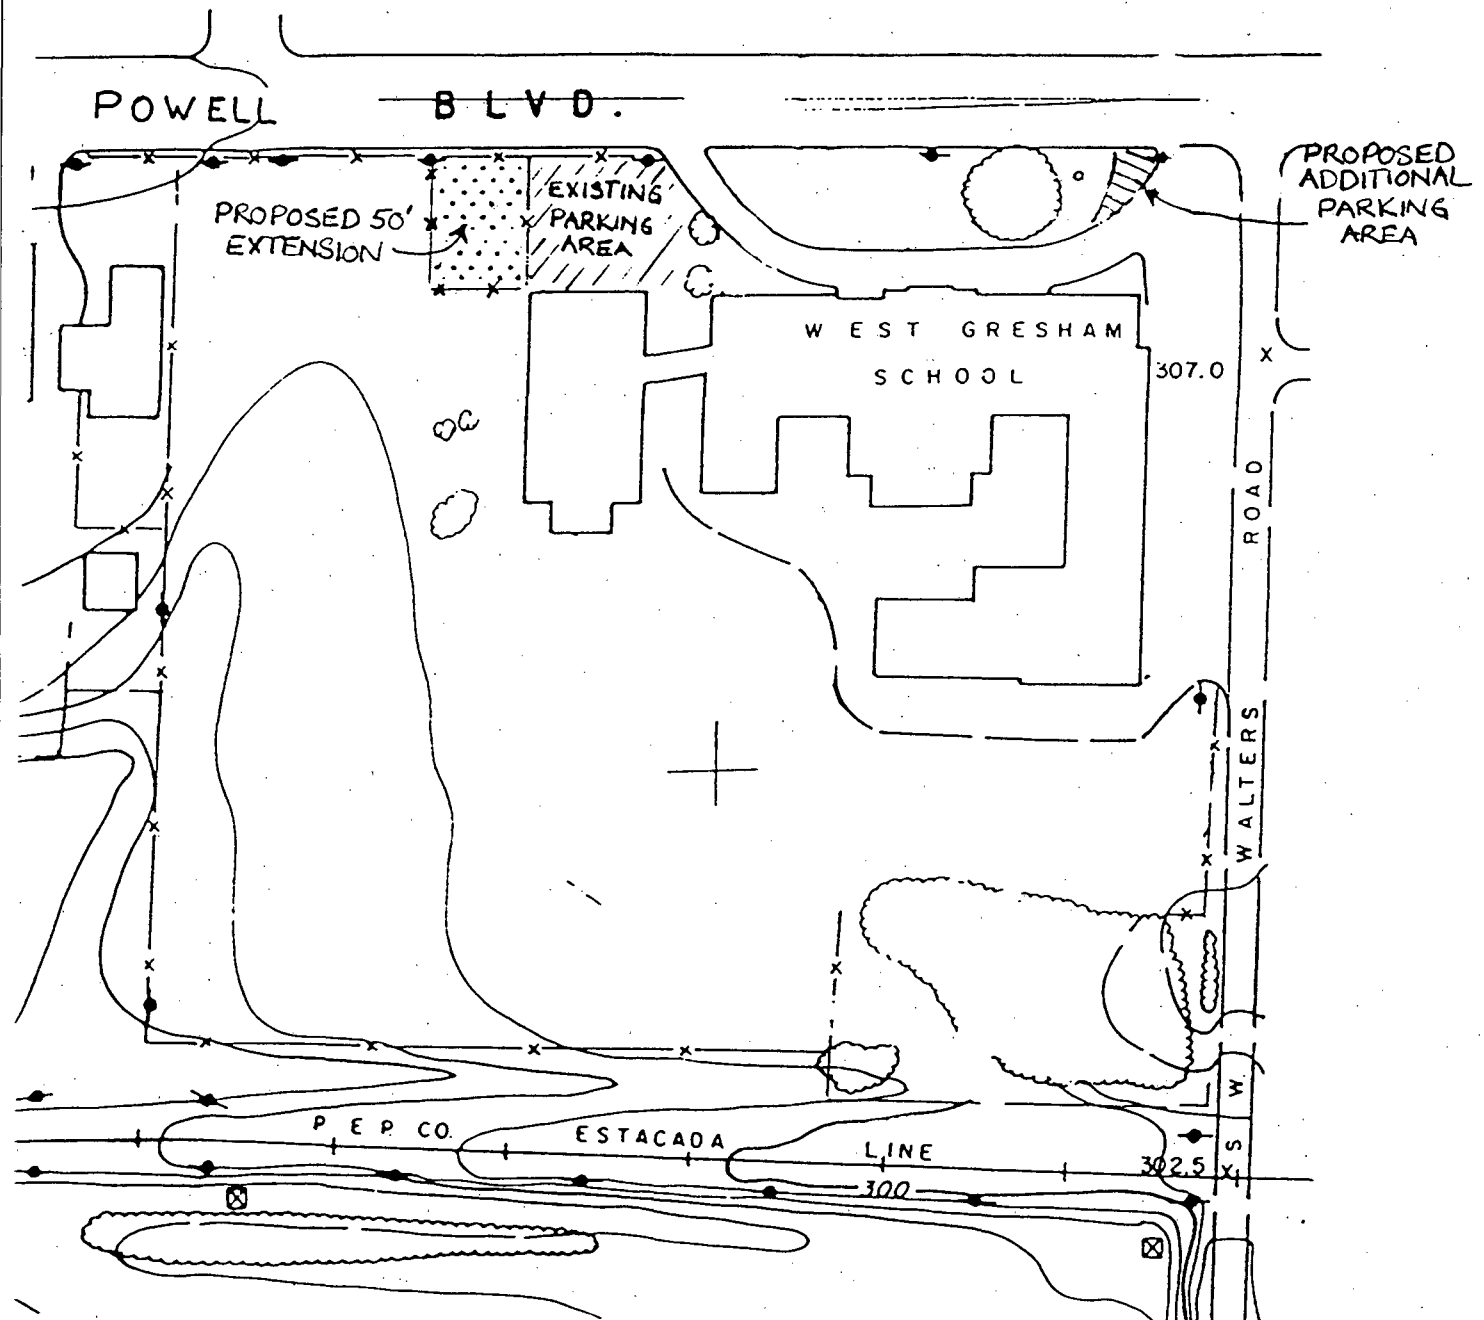 POWELL BLVD.
PROPOSED
ADDITIONAL
PARKING
AREA
EXISTING
PARKING
AREA
PROPOSED 50'
EXTENSION
WEST GRESHAM
SCHOOL
307.0
ROAD
WALTERS
S W
P E P CO. ESTACADA LINE
302.5
300